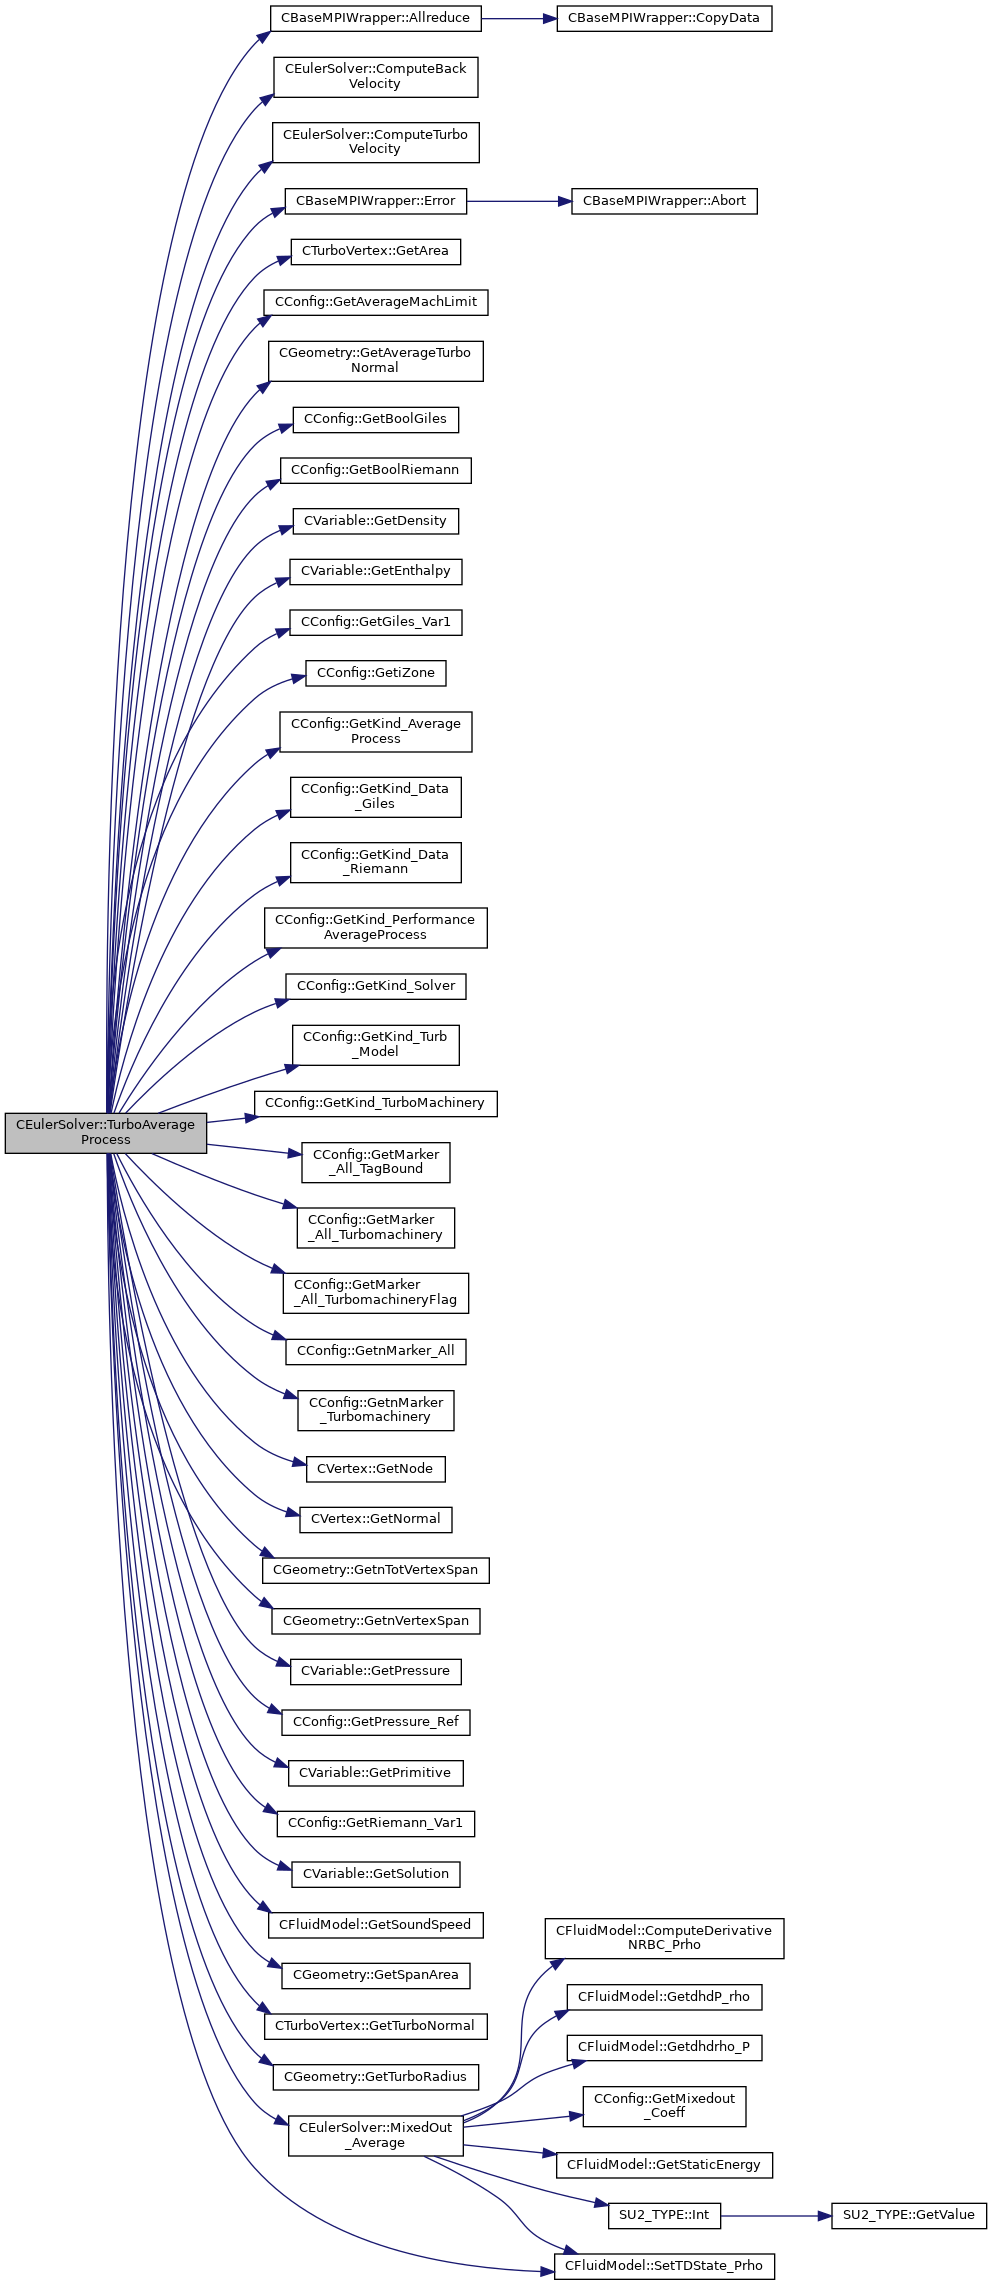 CBaseMPIWrapper::Allreduce
CBaseMPIWrapper::CopyData
CEulerSolver::ComputeBack
Velocity
CEulerSolver::ComputeTurbo
Velocity
CBaseMPIWrapper::Error
CBaseMPIWrapper::Abort
CTurboVertex::GetArea
CConfig::GetAverageMachLimit
CGeometry::GetAverageTurbo
Normal
CConfig::GetBoolGiles
CConfig::GetBoolRiemann
CVariable::GetDensity
CVariable::GetEnthalpy
CConfig::GetGiles_Var1
CConfig::GetiZone
CConfig::GetKind_Average
Process
CConfig::GetKind_Data
_Giles
CConfig::GetKind_Data
_Riemann
CConfig::GetKind_Performance
AverageProcess
CConfig::GetKind_Solver
CConfig::GetKind_Turb
_Model
CConfig::GetKind_TurboMachinery
CEulerSolver::TurboAverage
Process
CConfig::GetMarker
_All_TagBound
CConfig::GetMarker
_All_Turbomachinery
CConfig::GetMarker
_All_TurbomachineryFlag
CConfig::GetnMarker_All
CConfig::GetnMarker
_Turbomachinery
CVertex::GetNode
CVertex::GetNormal
CGeometry::GetnTotVertexSpan
CGeometry::GetnVertexSpan
CVariable::GetPressure
CConfig::GetPressure_Ref
CVariable::GetPrimitive
CConfig::GetRiemann_Var1
CVariable::GetSolution
CFluidModel::GetSoundSpeed
CGeometry::GetSpanArea
CTurboVertex::GetTurboNormal
CGeometry::GetTurboRadius
CEulerSolver::MixedOut
_Average
CFluidModel::ComputeDerivative
NRBC_Prho
CFluidModel::GetdhdP_rho
CFluidModel::Getdhdrho_P
CConfig::GetMixedout
_Coeff
CFluidModel::GetStaticEnergy
SU2_TYPE::Int
SU2_TYPE::GetValue
CFluidModel::SetTDState_Prho